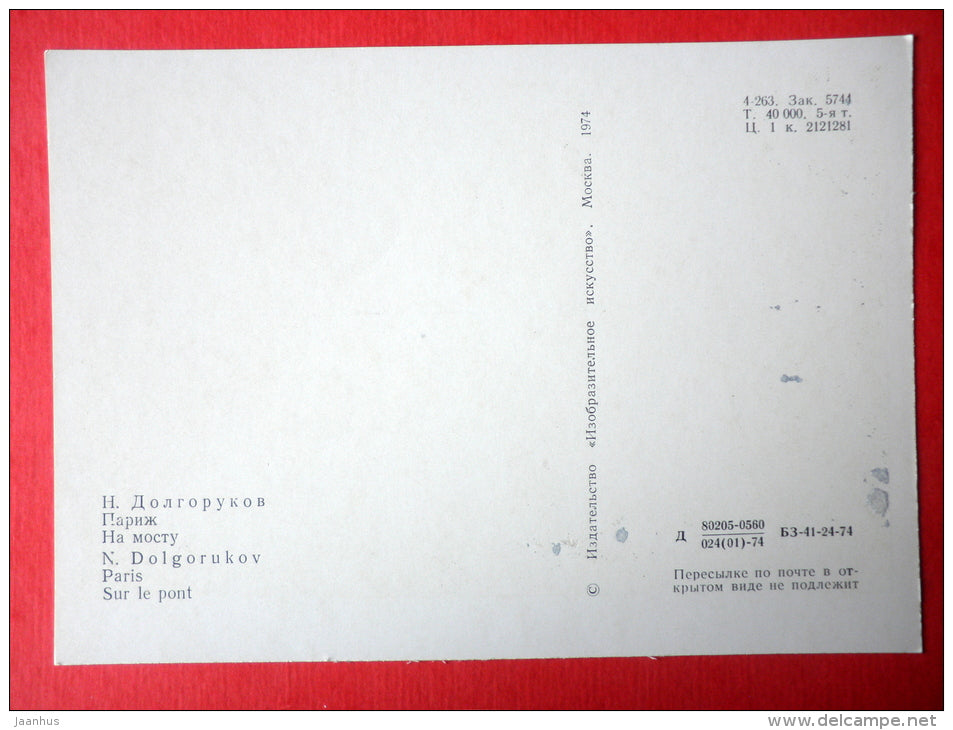 4-263. Зак. 5744
Т. 40 000. 5-я т.
Ц. 1 к. 2121281
© Издательство «Изобразительное искусство». Москва. 1974
Н. Долгоруков
Париж
На мосту
N. Dolgorukov
Paris
Sur le pont
Д 80205-0560 БЗ-41-24-74
024(01)-74
Пересылке по почте в от-
крытом виде не подлежит
jaanhus
www.delcampe.net